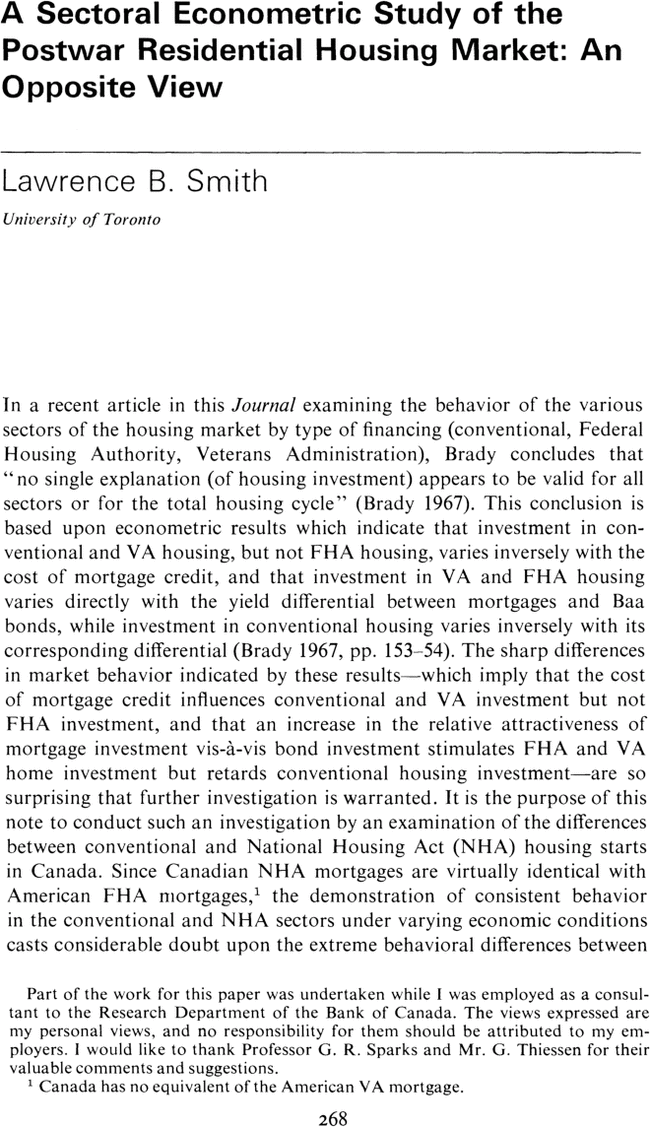 A Sectoral Econometric Study of the
Postwar Residential Housing Market: An
Opposite View
Lawrence B. Smith
University of Toronto
In a recent article in this Journal examining the behavior of the various
sectors of the housing market by type of financing (conventional, Federal
Housing Authority, Veterans Administration), Brady concludes that
“no single explanation (of housing investment) appears to be valid for all
sectors or for the total housing cycle” (Brady 1967). This conclusion is
based upon econometric results which indicate that investment in con-
ventional and VA housing, but not FHA housing, varies inversely with the
cost of mortgage credit, and that investment in VA and FHA housing
varies directly with the yield differential between mortgages and Baa
bonds, while investment in conventional housing varies inversely with its
corresponding differential (Brady 1967, pp. 153–54). The sharp differences
in market behavior indicated by these results—which imply that the cost
of mortgage credit influences conventional and VA investment but not
FHA investment, and that an increase in the relative attractiveness of
mortgage investment vis-à-vis bond investment stimulates FHA and VA
home investment but retards conventional housing investment—are so
surprising that further investigation is warranted. It is the purpose of this
note to conduct such an investigation by an examination of the differences
between conventional and National Housing Act (NHA) housing starts
in Canada. Since Canadian NHA mortgages are virtually identical with
American FHA mortgages,¹ the demonstration of consistent behavior
in the conventional and NHA sectors under varying economic conditions
casts considerable doubt upon the extreme behavioral differences between
Part of the work for this paper was undertaken while I was employed as a consul-
tant to the Research Department of the Bank of Canada. The views expressed are
my personal views, and no responsibility for them should be attributed to my em-
ployers. I would like to thank Professor G. R. Sparks and Mr. G. Thiessen for their
valuable comments and suggestions.
¹ Canada has no equivalent of the American VA mortgage.
268